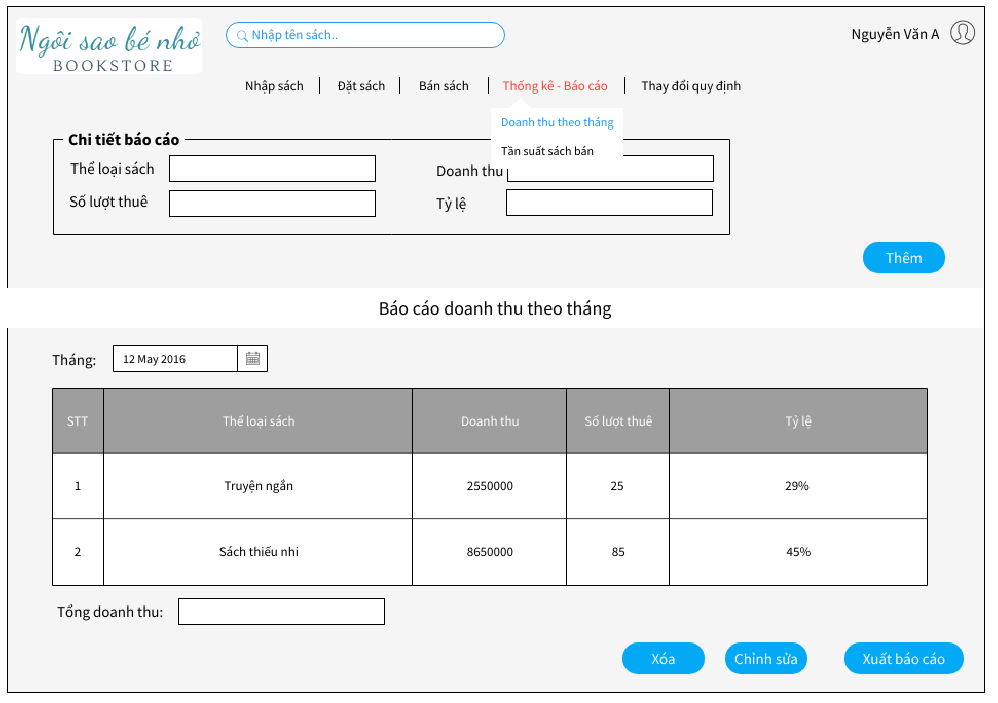 Ngôi sao bé nhỏ
BOOKSTORE
Nhập tên sách..
Nguyễn Văn A
Nhập sách
Đặt sách
Bán sách
Thống kê - Báo cáo
Thay đổi quy định
Doanh thu theo tháng
Tần suất sách bán
Chi tiết báo cáo
Thể loại sách
Doanh thu
Số lượt thuê
Tỷ lệ
Thêm
Báo cáo doanh thu theo tháng
Tháng:
12 May 2016
STT
Thể loại sách
Doanh thu
Số lượt thuê
Tỷ lệ
1
Truyện ngắn
2550000
25
29%
2
Sách thiếu nhi
8650000
85
45%
Tổng doanh thu:
Xóa
Chỉnh sửa
Xuất báo cáo